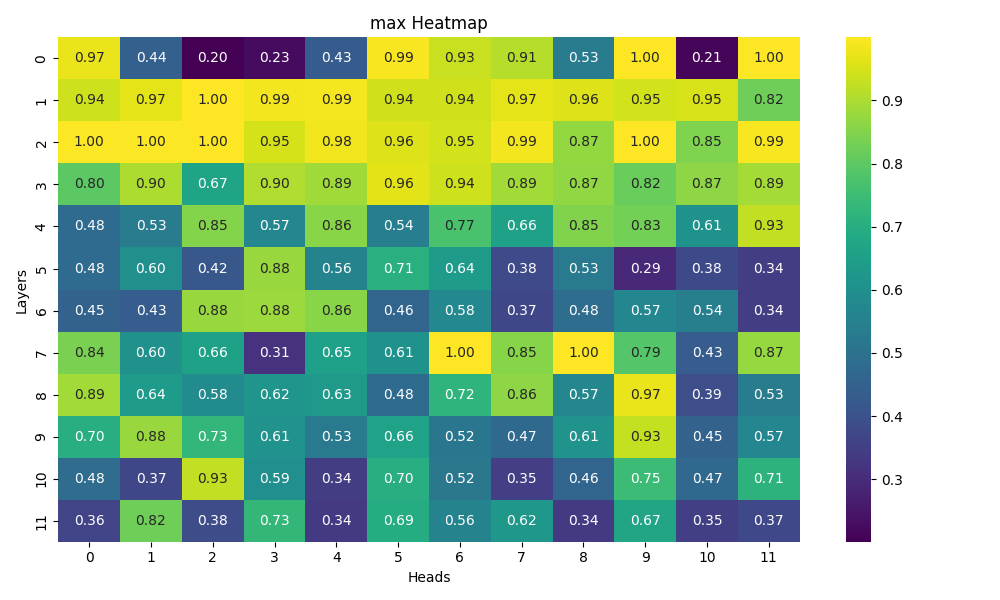 max Heatmap
0 0.97 0.44 0.20 0.23 0.43 0.99 0.93 0.91 0.53 1.00 0.21 1.00
1 0.94 0.97 1.00 0.99 0.99 0.94 0.94 0.97 0.96 0.95 0.95 0.82
2 1.00 1.00 1.00 0.95 0.98 0.96 0.95 0.99 0.87 1.00 0.85 0.99
3 0.80 0.90 0.67 0.90 0.89 0.96 0.94 0.89 0.87 0.82 0.87 0.89
4 0.48 0.53 0.85 0.57 0.86 0.54 0.77 0.66 0.85 0.83 0.61 0.93
5 0.48 0.60 0.42 0.88 0.56 0.71 0.64 0.38 0.53 0.29 0.38 0.34
6 0.45 0.43 0.88 0.88 0.86 0.46 0.58 0.37 0.48 0.57 0.54 0.34
7 0.84 0.60 0.66 0.31 0.65 0.61 1.00 0.85 1.00 0.79 0.43 0.87
8 0.89 0.64 0.58 0.62 0.63 0.48 0.72 0.86 0.57 0.97 0.39 0.53
9 0.70 0.88 0.73 0.61 0.53 0.66 0.52 0.47 0.61 0.93 0.45 0.57
10 0.48 0.37 0.93 0.59 0.34 0.70 0.52 0.35 0.46 0.75 0.47 0.71
11 0.36 0.82 0.38 0.73 0.34 0.69 0.56 0.62 0.34 0.67 0.35 0.37
0 1 2 3 4 5 6 7 8 9 10 11
Heads
Layers
0.9
0.8
0.7
0.6
0.5
0.4
0.3